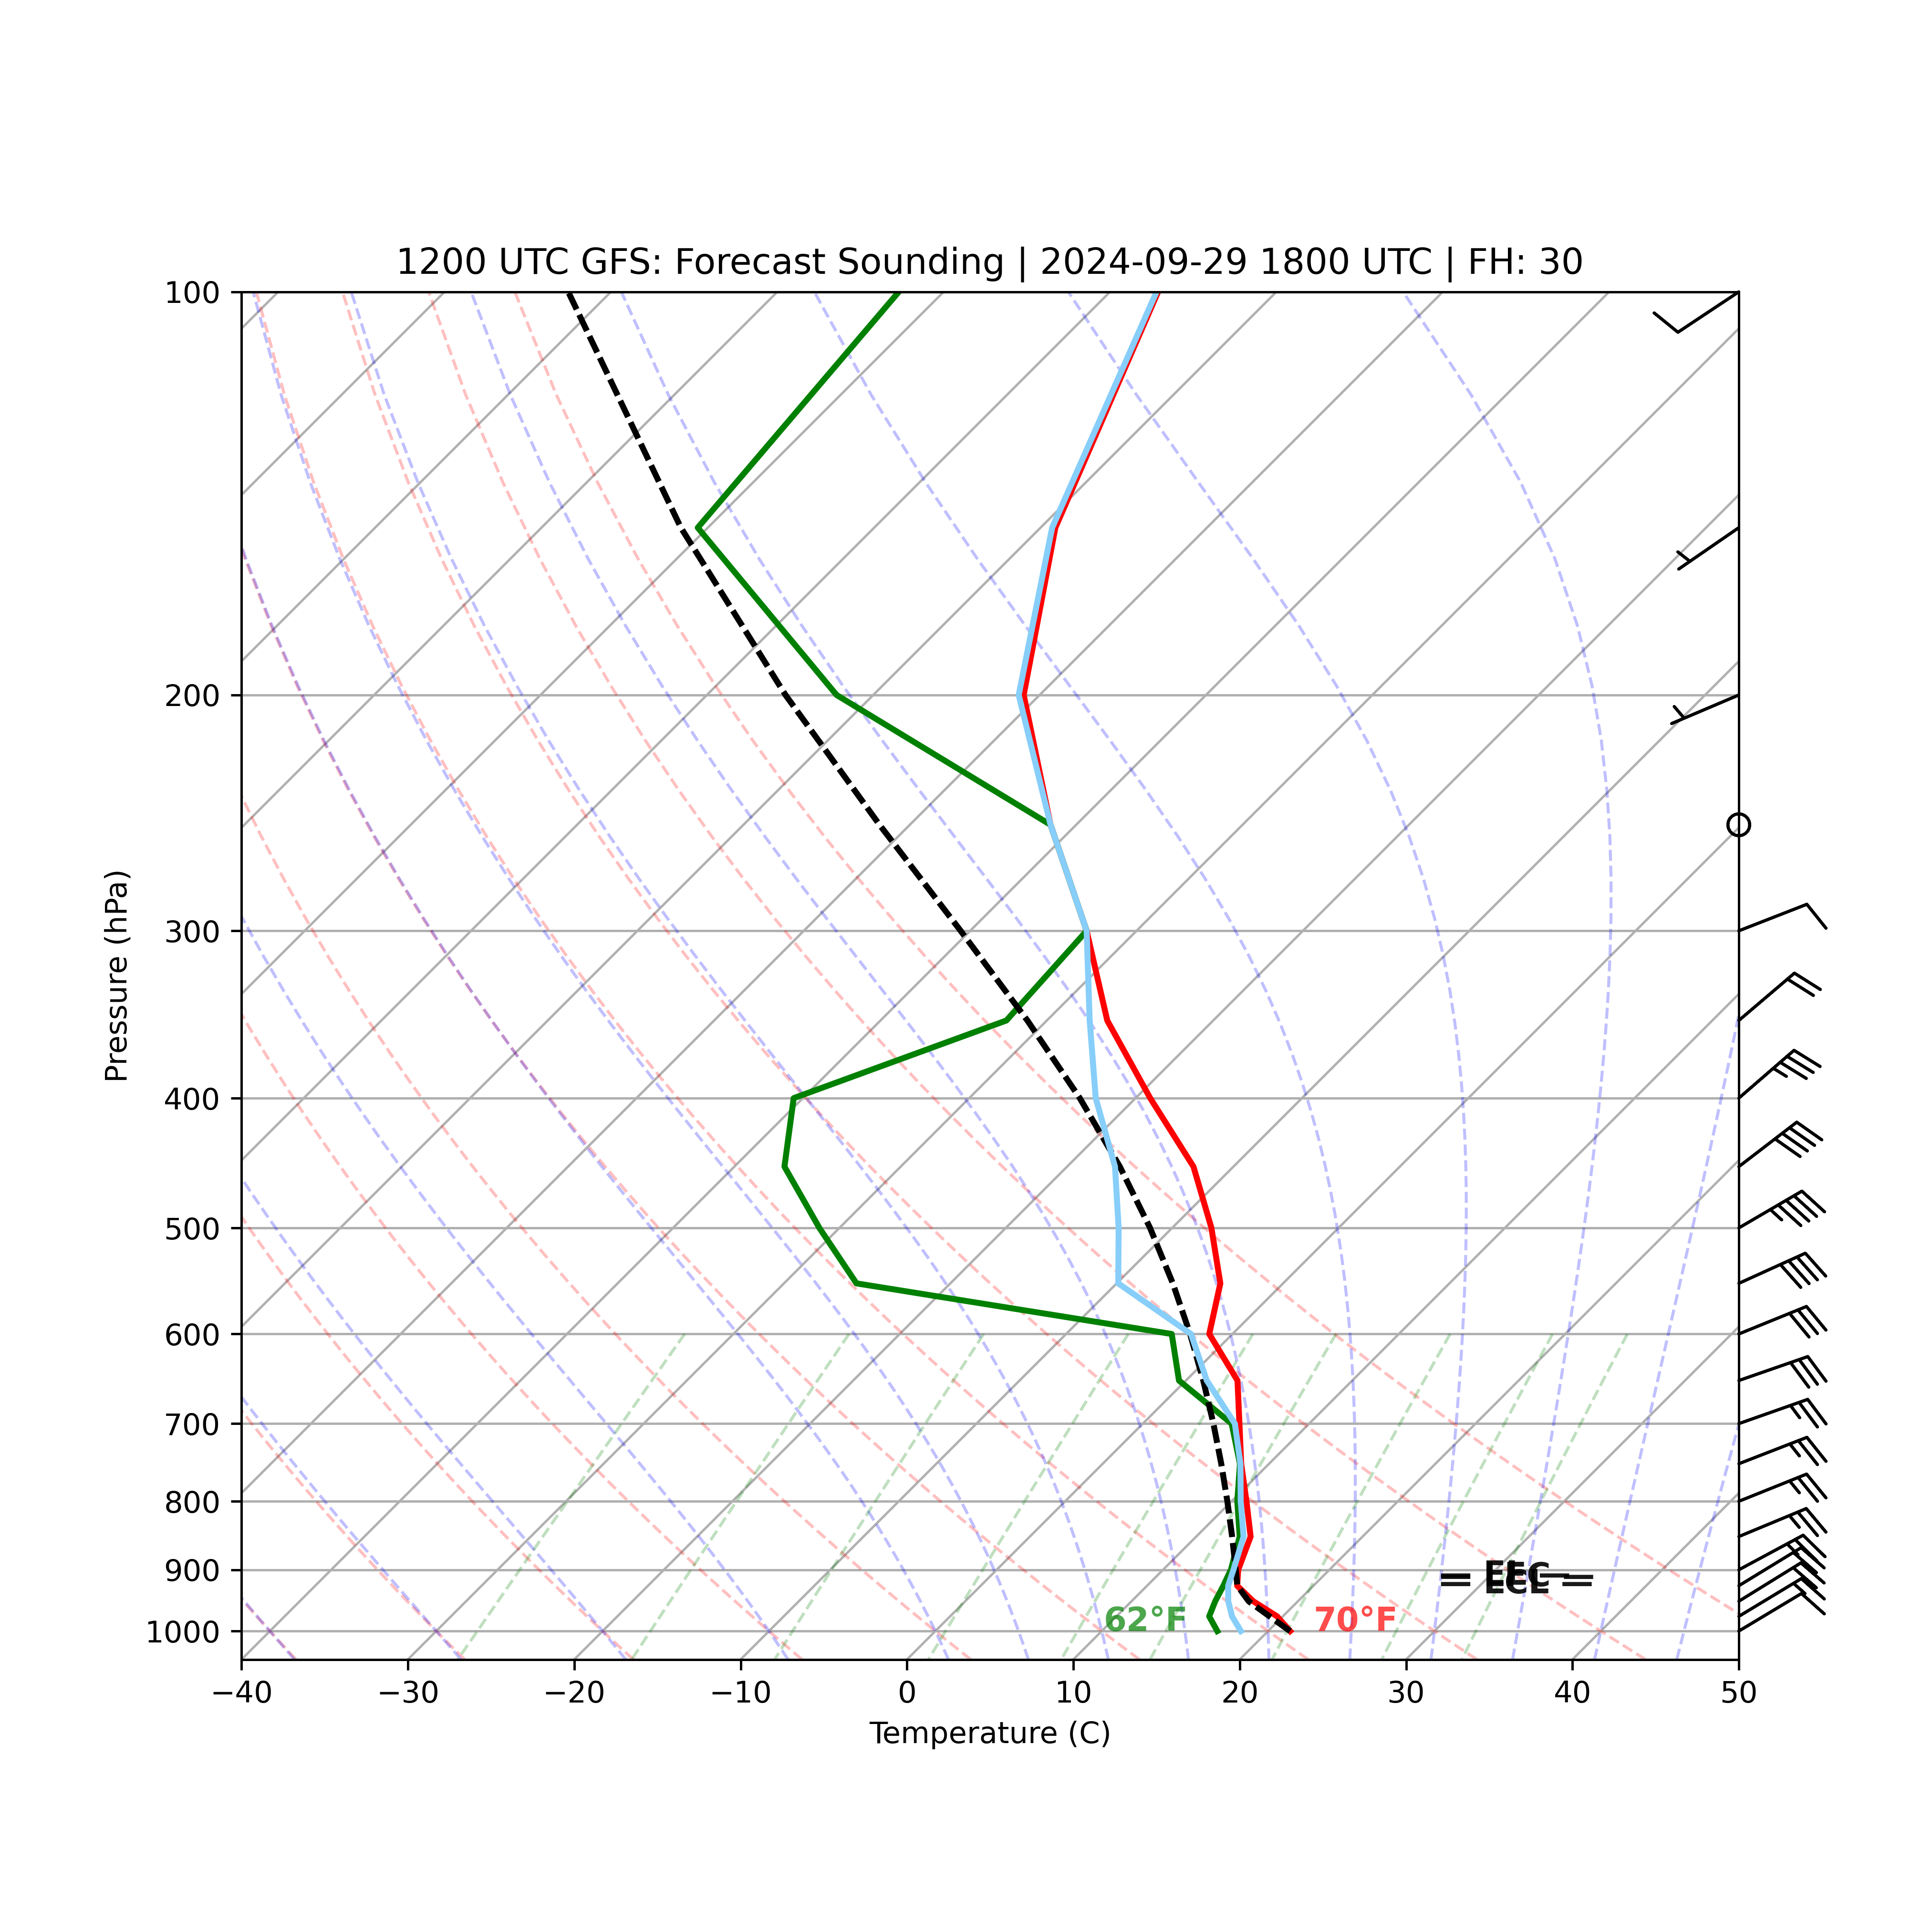 1200 UTC GFS: Forecast Sounding | 2024-09-29 1800 UTC | FH: 30
100
200
300
400
500
600
700
800
900
1000
Pressure (hPa)
62°F
70°F
−40 −30 −20 −10 0 10 20 30 40 50
Temperature (C)